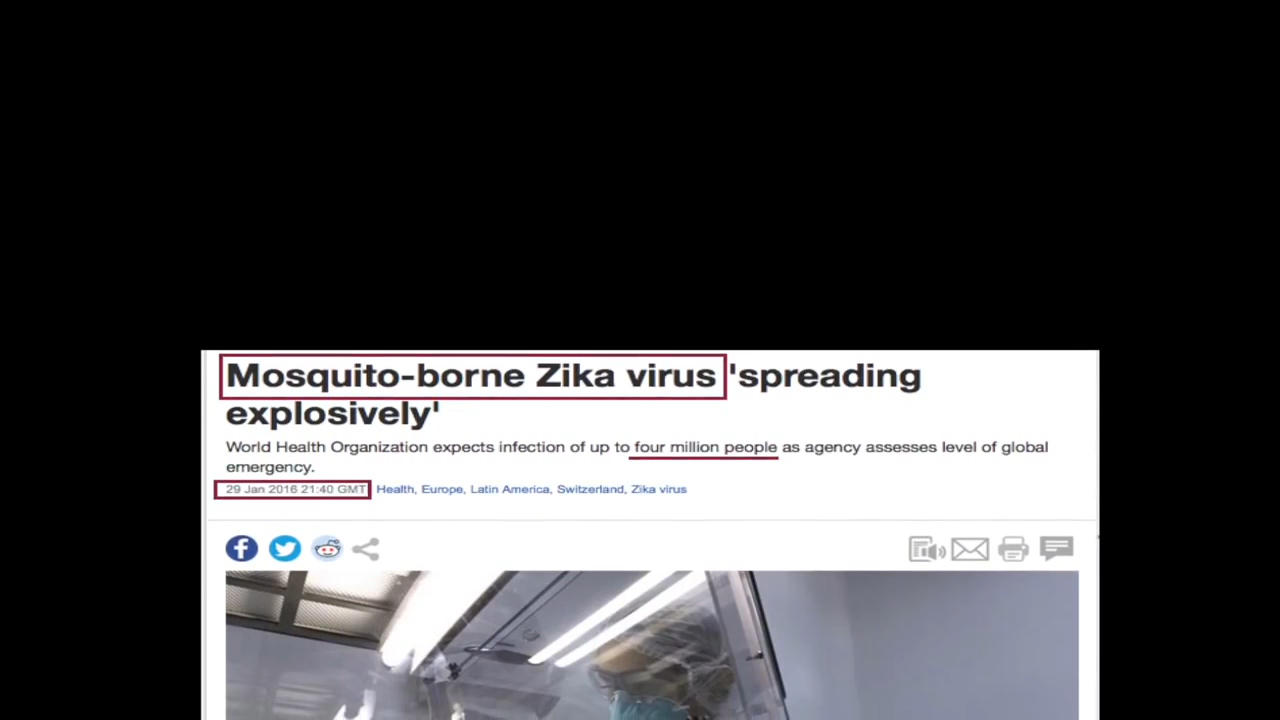 Mosquito-borne Zika virus 'spreading
explosively'
World Health Organization expects infection of up to four million people as agency assesses level of global
emergency.
29 Jan 2016 21:40 GMT Health, Europe, Latin America, Switzerland, Zika virus